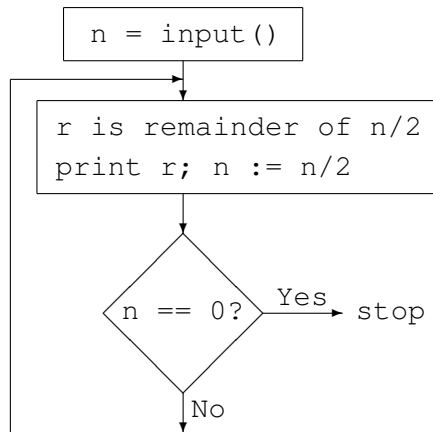 n = input()
r is remainder of n/2
print r; n := n/2
n == 0?
Yes
stop
No